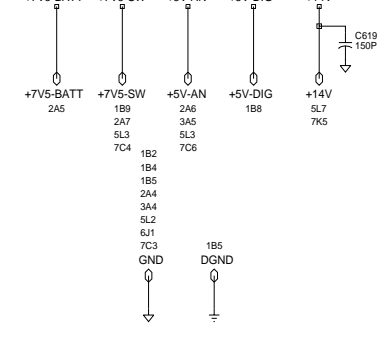 C619
150P
+7V5-BATT +7V5-SW +5V-AN +5V-DIG +14V
2A5 1B9 2A6 1B8 5L7
2A7 3A5 7K5
5L3 5L3
7C4 7C6
1B2
1B4
1B5
2A4
3A4
5L2
6J1
7C3 1B5
GND DGND